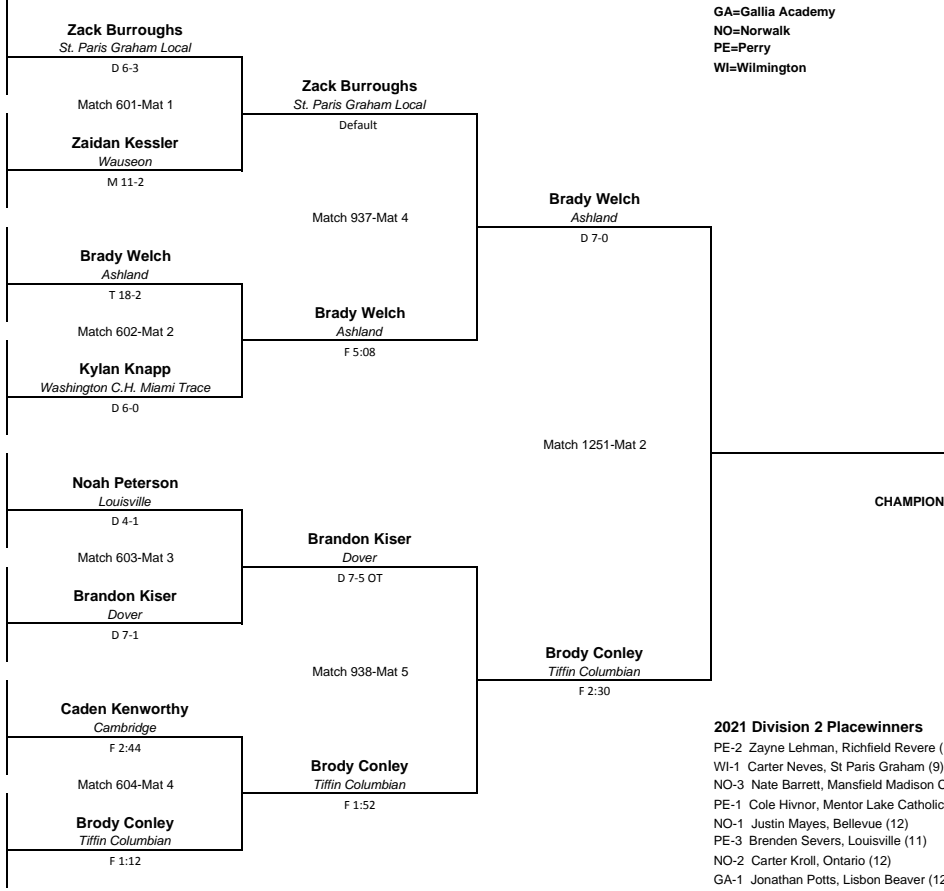 GA=Gallia Academy
NO=Norwalk
PE=Perry
WI=Wilmington
Zack Burroughs
St. Paris Graham Local
D 6-3
Match 601-Mat 1
Zaidan Kessler
Wauseon
M 11-2
Zack Burroughs
St. Paris Graham Local
Default
Match 937-Mat 4
Brady Welch
Ashland
T 18-2
Match 602-Mat 2
Kylan Knapp
Washington C.H. Miami Trace
D 6-0
Brady Welch
Ashland
F 5:08
Brady Welch
Ashland
D 7-0
Match 1251-Mat 2
CHAMPION
Noah Peterson
Louisville
D 4-1
Match 603-Mat 3
Brandon Kiser
Dover
D 7-1
Brandon Kiser
Dover
D 7-5 OT
Match 938-Mat 5
Caden Kenworthy
Cambridge
F 2:44
Match 604-Mat 4
Brody Conley
Tiffin Columbian
F 1:12
Brody Conley
Tiffin Columbian
F 1:52
Brody Conley
Tiffin Columbian
F 2:30
2021 Division 2 Placewinners
PE-2 Zayne Lehman, Richfield Revere (
WI-1 Carter Neves, St Paris Graham (9)
NO-3 Nate Barrett, Mansfield Madison C
PE-1 Cole Hivnor, Mentor Lake Catholic
NO-1 Justin Mayes, Bellevue (12)
PE-3 Brenden Severs, Louisville (11)
NO-2 Carter Kroll, Ontario (12)
GA-1 Jonathan Potts, Lisbon Beaver (12